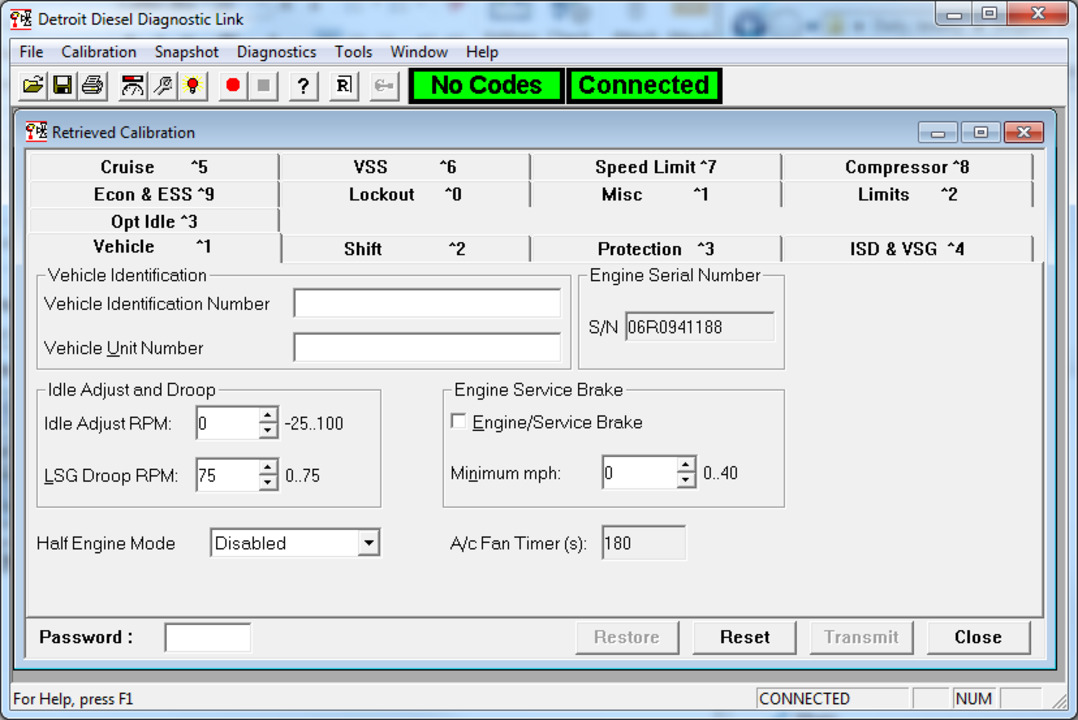 Detroit Diesel Diagnostic Link
File Calibration Snapshot Diagnostics Tools Window Help
? R No Codes Connected
Retrieved Calibration
Cruise ^5 VSS ^6 Speed Limit ^7 Compressor ^8
Econ & ESS ^9 Lockout ^0 Misc ^1 Limits ^2
Opt Idle ^3
Vehicle ^1 Shift ^2 Protection ^3 ISD & VSG ^4
Vehicle Identification Engine Serial Number
Vehicle Identification Number
S/N 06R0941188
Vehicle Unit Number
Idle Adjust and Droop Engine Service Brake
Idle Adjust RPM: 0 -25..100 Engine/Service Brake
LSG Droop RPM: 75 0..75 Minimum mph: 0 0..40
Half Engine Mode Disabled A/c Fan Timer (s): 180
Password : Restore Reset Transmit Close
For Help, press F1 CONNECTED NUM